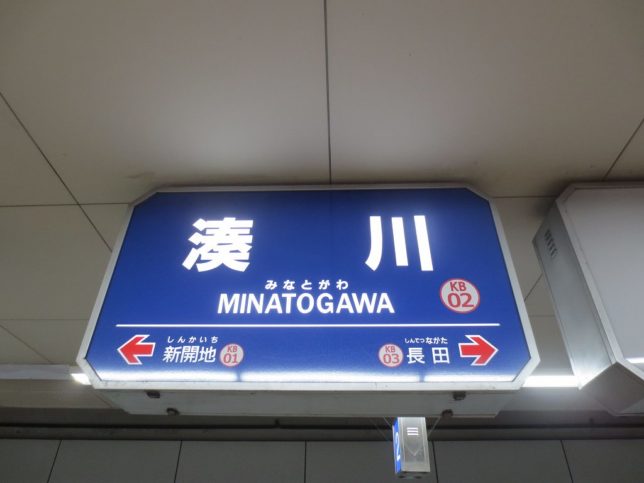 湊川
みなとがわ
MINATOGAWA
KB
02
しんかいち
新開地
KB
01
しんてつながた
KB
03
長田